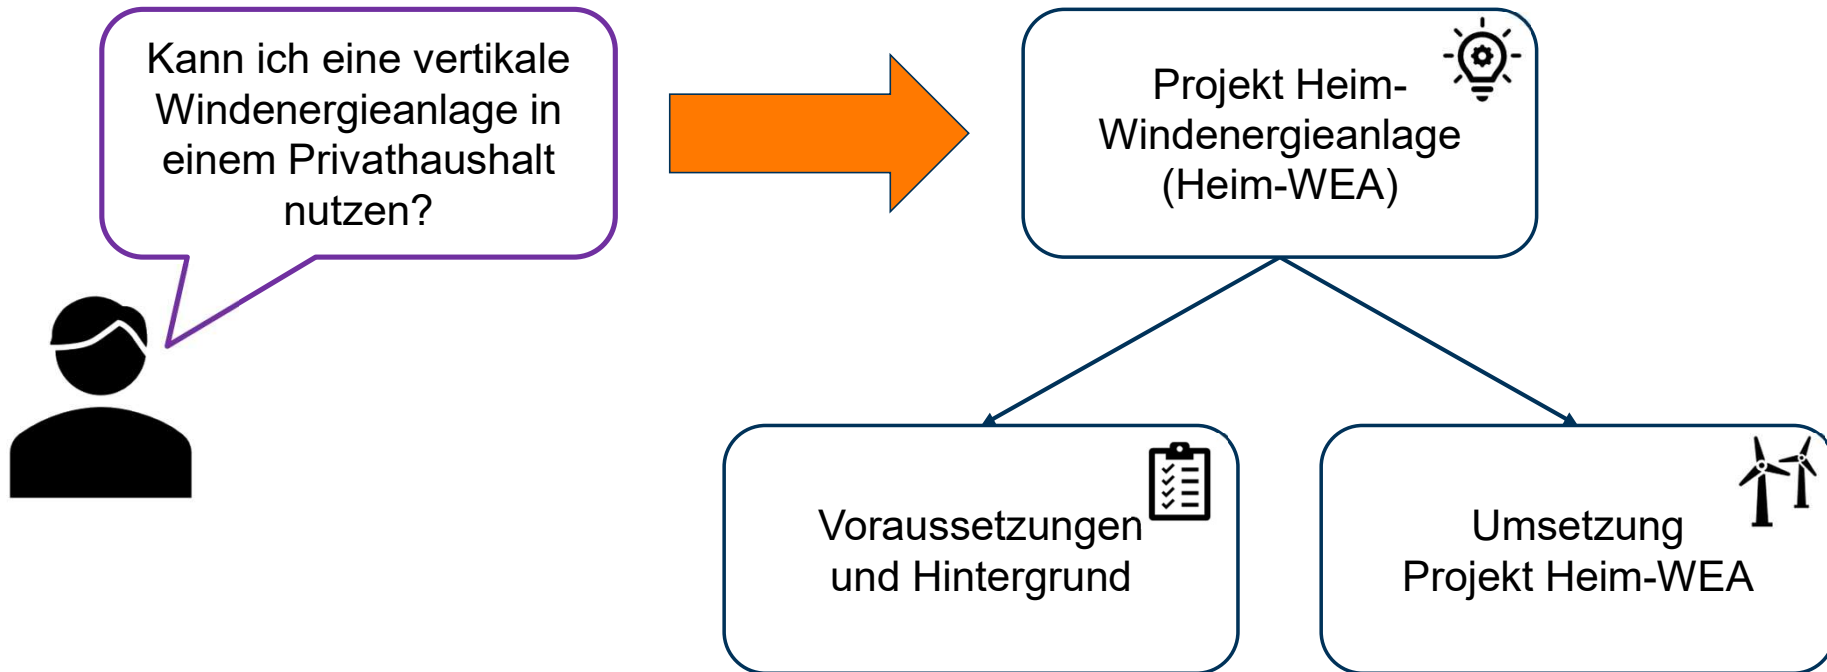 Kann ich eine vertikale
Windenergieanlage in
einem Privathaushalt
nutzen?
Projekt Heim-
Windenergieanlage
(Heim-WEA)
Voraussetzungen
und Hintergrund
Umsetzung
Projekt Heim-WEA